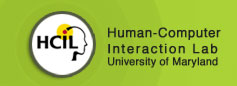 HCIL
Human-Computer
Interaction Lab
University of Maryland